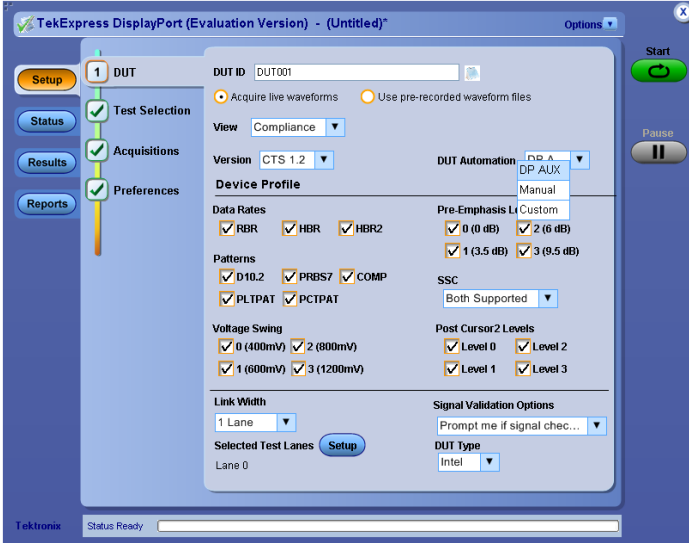 TekExpress DisplayPort (Evaluation Version) - (Untitled)*
Options
Start
Pause
Setup
Status
Results
Reports
1 DUT
Test Selection
Acquisitions
Preferences
DUT ID DUT001
Acquire live waveforms Use pre-recorded waveform files
View Compliance
Version CTS 1.2 DUT Automation DP A
DP AUX
Manual
Custom
Device Profile
Data Rates
RBR HBR HBR2
Patterns
D10.2 PRBS7 COMP
PLTPAT PCTPAT
Voltage Swing
0 (400mV) 2 (800mV)
1 (600mV) 3 (1200mV)
Pre-Emphasis
0 (0 dB) 2 (6 dB)
1 (3.5 dB) 3 (9.5 dB)
SSC
Both Supported
Post Cursor2 Levels
Level 0 Level 2
Level 1 Level 3
Link Width
1 Lane
Selected Test Lanes Setup
Lane 0
Signal Validation Options
Prompt me if signal chec...
DUT Type
Intel
Tektronix Status Ready